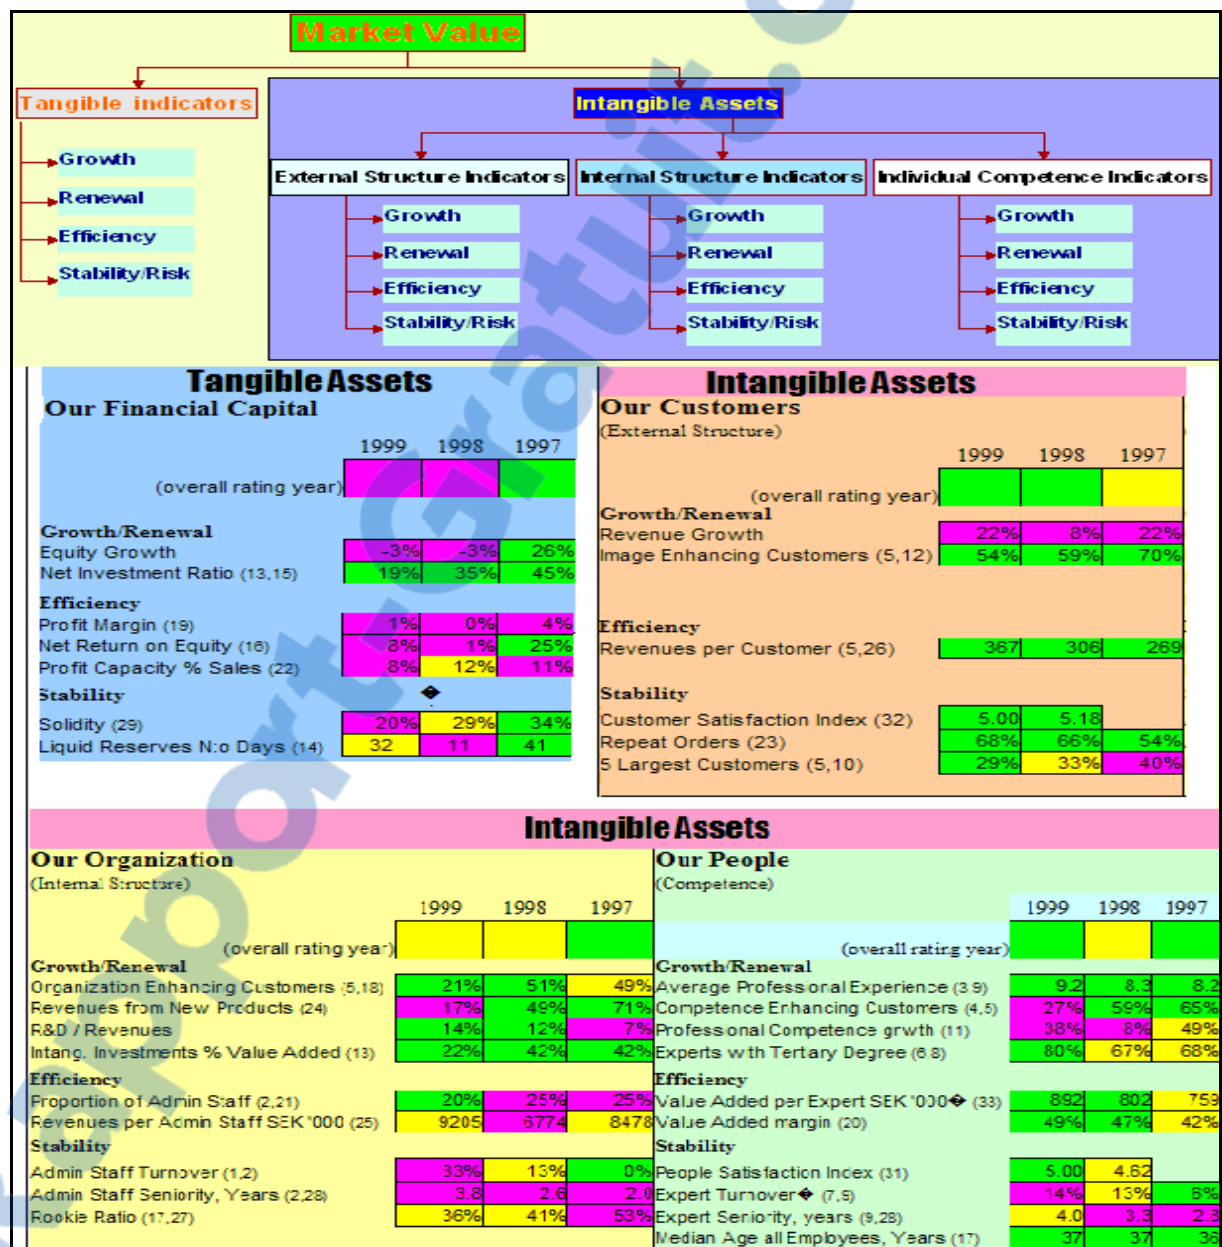 Market Value
Tangible indicators
Intangible Assets
Growth
Renewal
Efficiency
Stability/Risk
External Structure Indicators
Internal Structure Indicators
Individual Competence Indicators
Growth
Renewal
Efficiency
Stability/Risk
Growth
Renewal
Efficiency
Stability/Risk
Growth
Renewal
Efficiency
Stability/Risk
Tangible Assets
Our Financial Capital
1999 1998 1997
(overall rating year)
Growth/Renewal
Equity Growth -3% -3% 26%
Net Investment Ratio (13,15) 19% 35% 45%
Efficiency
Profit Margin (19) 1% 0% 4%
Net Return on Equity (16) 8% 1% 25%
Profit Capacity % Sales (22) 8% 12% 11%
Stability �
Solidity (29) 20% 29% 34%
Liquid Reserves N:o Days (14) 32 11 41
Intangible Assets
Our Customers
(External Structure)
1999 1998 1997
(overall rating year)
Growth/Renewal
Revenue Growth 22% 8% 22%
Image Enhancing Customers (5,12) 54% 59% 70%
Efficiency
Revenues per Customer (5,26) 367 306 269
Stability
Customer Satisfaction Index (32) 5.00 5.18
Repeat Orders (23) 68% 66% 54%
5 Largest Customers (5,10) 29% 33% 40%
Intangible Assets
Our Organization
(Internal Structure)
1999 1998 1997
(overall rating year)
Growth/Renewal
Organization Enhancing Customers (5,18) 21% 51% 49%
Revenues from New Products (24) 17% 49% 71%
R&D / Revenues 14% 12% 7%
Intang. Investments % Value Added (13) 22% 42% 42%
Efficiency
Proportion of Admin Staff (2,21) 20% 25% 25%
Revenues per Admin Staff SEK '000 (25) 9205 6774 8478
Stability
Admin Staff Turnover (1,2) 33% 13% 0%
Admin Staff Seniority, Years (2,28) 3.8 2.6 2.0
Rookie Ratio (17,27) 36% 41% 53%
Our People
(Competence)
1999 1998 1997
(overall rating year)
Growth/Renewal
Average Professional Experience (3,9) 9.2 8.3 8.2
Competence Enhancing Customers (4,5) 27% 59% 65%
Professional Competence grwth (11) 38% 8% 49%
Experts with Tertary Degree (6,8) 80% 67% 68%
Efficiency
Value Added per Expert SEK '000� (33) 892 802 759
Value Added margin (20) 49% 47% 42%
Stability
People Satisfaction Index (31) 5.00 4.62
Expert Turnover� (7,9) 14% 13% 6%
Expert Seniority, years (9,28) 4.0 3.3 2.8
Median Age all Employees, Years (17) 37 37 36